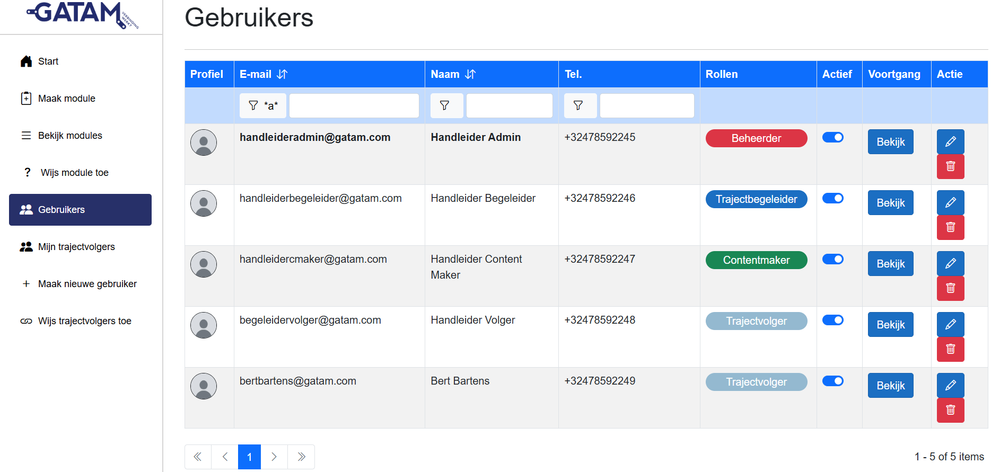 GATAM
VERBINDING
WERKT
Start
Maak module
Bekijk modules
? Wijs module toe
Gebruikers
Mijn trajectvolgers
+ Maak nieuwe gebruiker
Wijs trajectvolgers toe
Gebruikers
Profiel E-mail Naam Tel. Rollen Actief Voortgang Actie
*a*
handleideradmin@gatam.com Handleider Admin +32478592245 Beheerder Bekijk
handleiderbegeleider@gatam.com Handleider Begeleider +32478592246 Trajectbegeleider Bekijk
handleidercmaker@gatam.com Handleider Content +32478592247 Contentmaker Bekijk
Maker
begeleidervolger@gatam.com Handleider Volger +32478592248 Trajectvolger Bekijk
bertbartens@gatam.com Bert Bartens +32478592249 Trajectvolger Bekijk
« < 1 > » 1 - 5 of 5 items